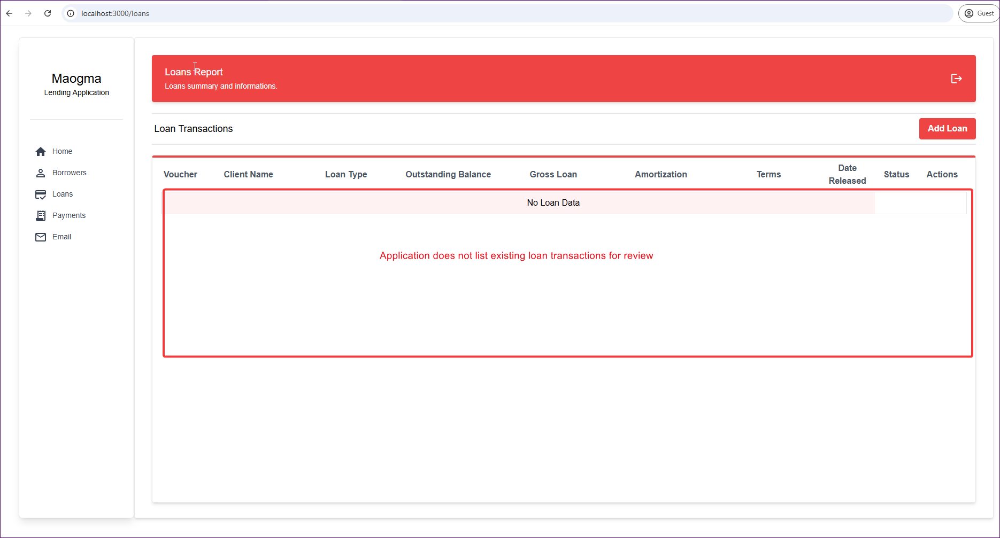 localhost:3000/loans
Guest
Maogma
Lending Application
Home
Borrowers
Loans
Payments
Email
Loans Report
Loans summary and informations.
Loan Transactions
Add Loan
Voucher Client Name Loan Type Outstanding Balance Gross Loan Amortization Terms Date Released Status Actions
No Loan Data
Application does not list existing loan transactions for review